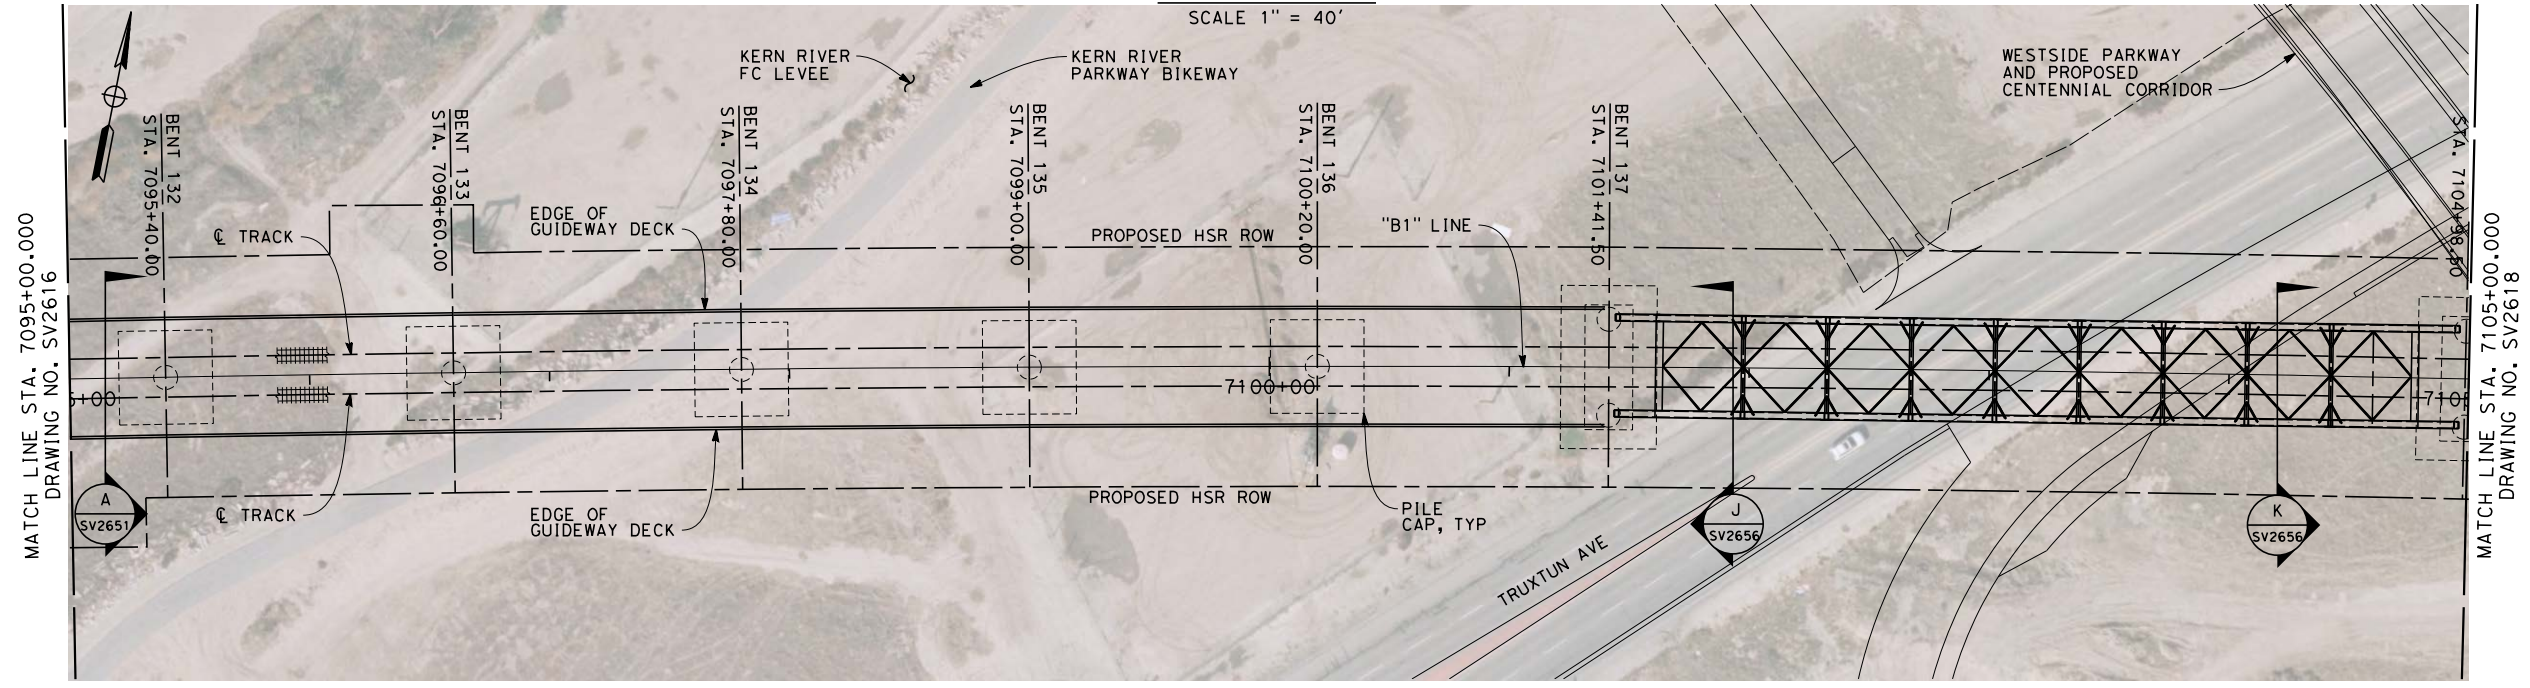 SCALE 1" = 40'
KERN RIVER
FC LEVEE
KERN RIVER
PARKWAY BIKEWAY
WESTSIDE PARKWAY
AND PROPOSED
CENTENNIAL CORRIDOR
BENT 132
STA. 7095+40.00
BENT 133
STA. 7096+60.00
BENT 134
STA. 7097+80.00
BENT 135
STA. 7099+00.00
BENT 136
STA. 7100+20.00
BENT 137
STA. 7101+41.50
STA. 7104+98.50
MATCH LINE STA. 7095+00.000
DRAWING NO. SV2616
℄ TRACK
EDGE OF
GUIDEWAY DECK
PROPOSED HSR ROW
"B1" LINE
5+00
7100+00
710
℄ TRACK
EDGE OF
GUIDEWAY DECK
PROPOSED HSR ROW
PILE
CAP, TYP
TRUXTUN AVE
A
SV2651
J
SV2656
K
SV2656
MATCH LINE STA. 7105+00.000
DRAWING NO. SV2618